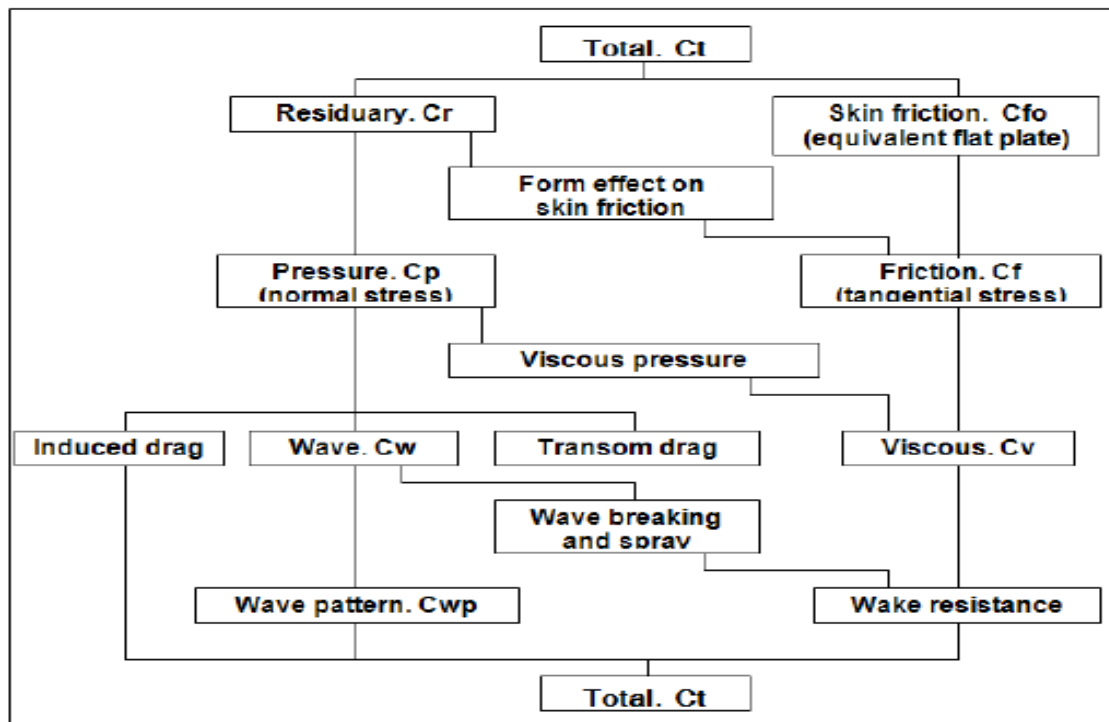 Total. Ct
Residuary. Cr
Skin friction. Cfo
(equivalent flat plate)
Form effect on
skin friction
Pressure. Cp
(normal stress)
Friction. Cf
(tangential stress)
Viscous pressure
Induced drag
Wave. Cw
Transom drag
Viscous. Cv
Wave breaking
and spray
Wave pattern. Cwp
Wake resistance
Total. Ct